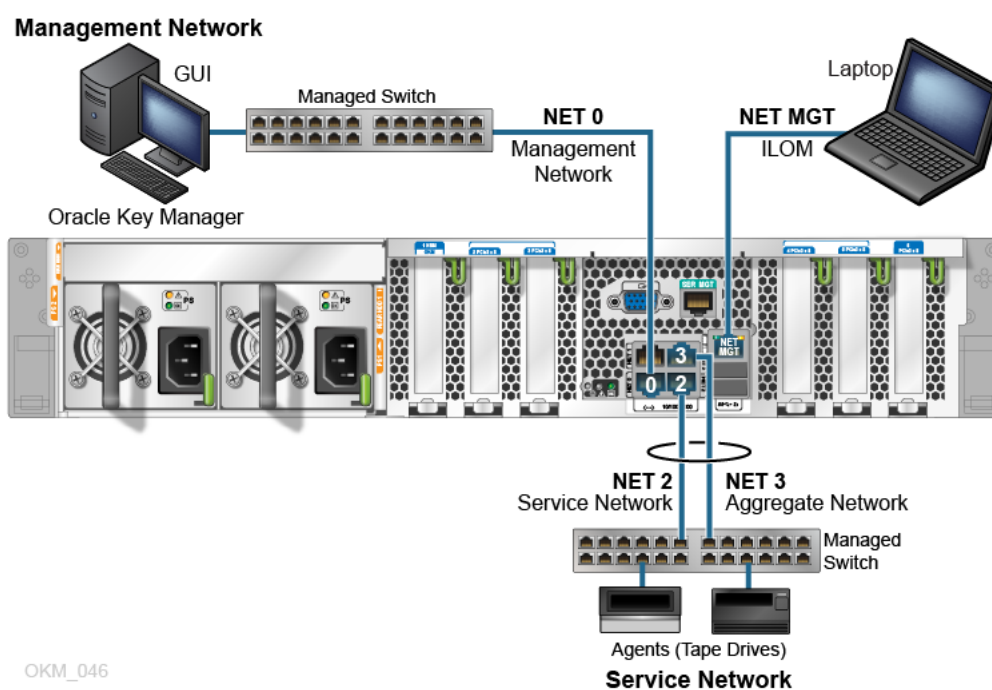 Management Network
GUI
Managed Switch
NET 0
Management
Network
Laptop
NET MGT
ILOM
Oracle Key Manager
PS
PS
SER MGT
NET
MGT
3
0
2
NET 2
Service Network
NET 3
Aggregate Network
Managed
Switch
Agents (Tape Drives)
Service Network
OKM_046